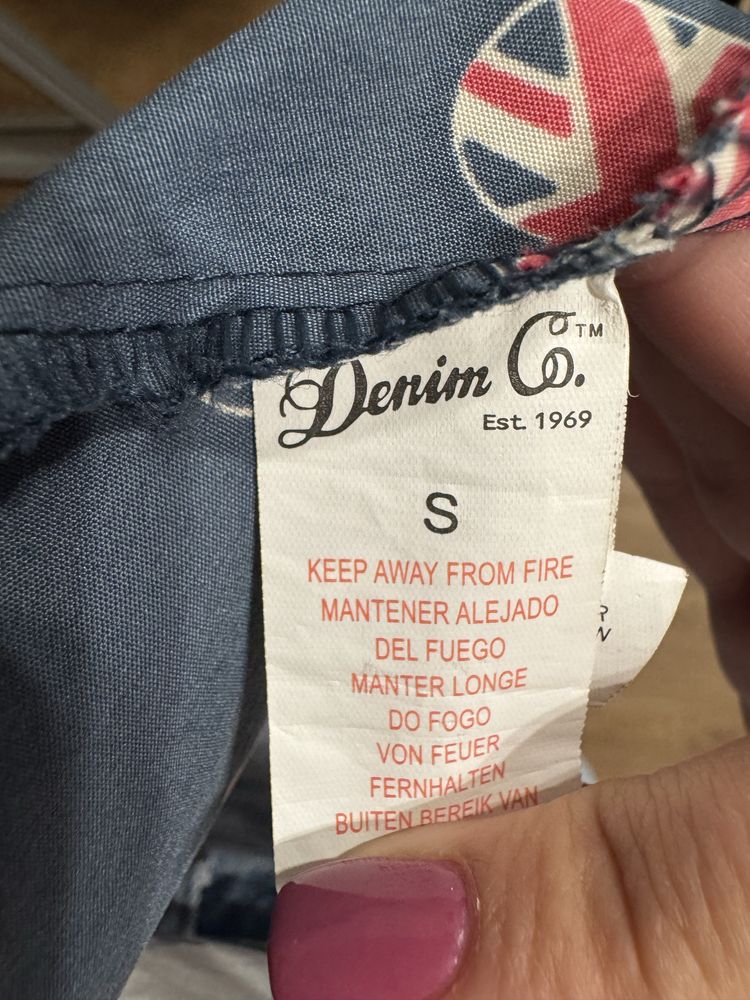 Denim Co.™
Est. 1969
S
KEEP AWAY FROM FIRE
MANTENER ALEJADO
DEL FUEGO
MANTER LONGE
DO FOGO
VON FEUER
FERNHALTEN
BUITEN BEREIK VAN